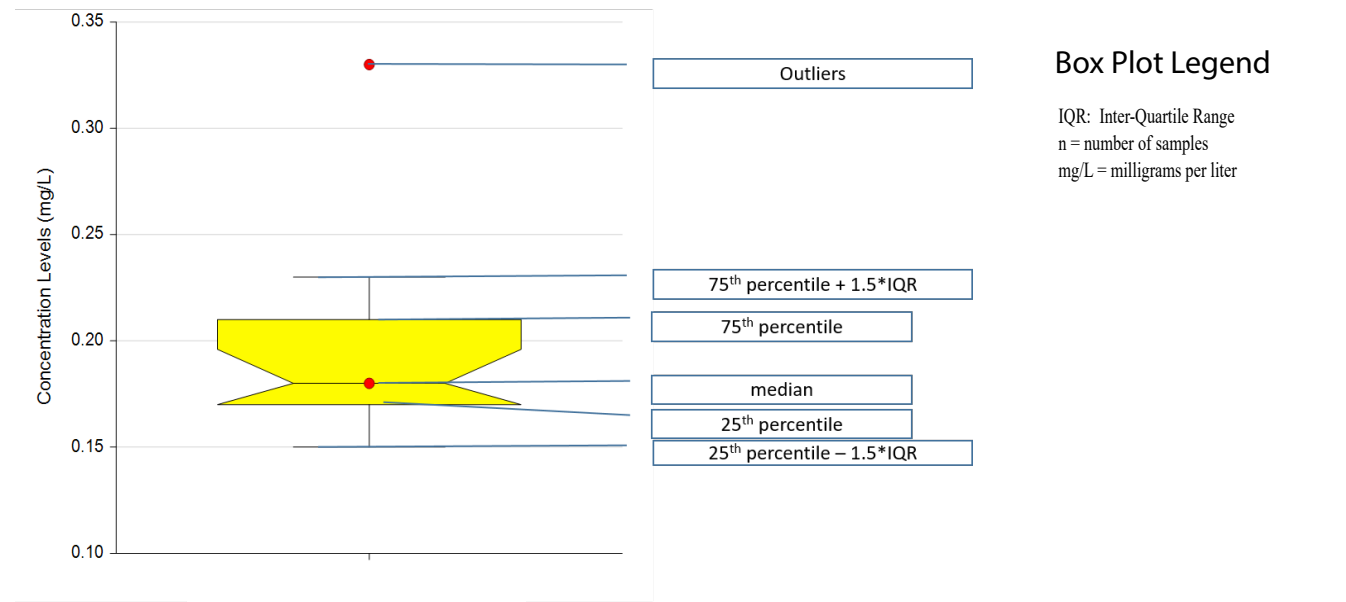 0.35
0.30
0.25
0.20
0.15
0.10
Concentration Levels (mg/L)
Outliers
75th percentile + 1.5*IQR
75th percentile
median
25th percentile
25th percentile – 1.5*IQR
Box Plot Legend
IQR:  Inter-Quartile Range
n = number of samples
mg/L = milligrams per liter